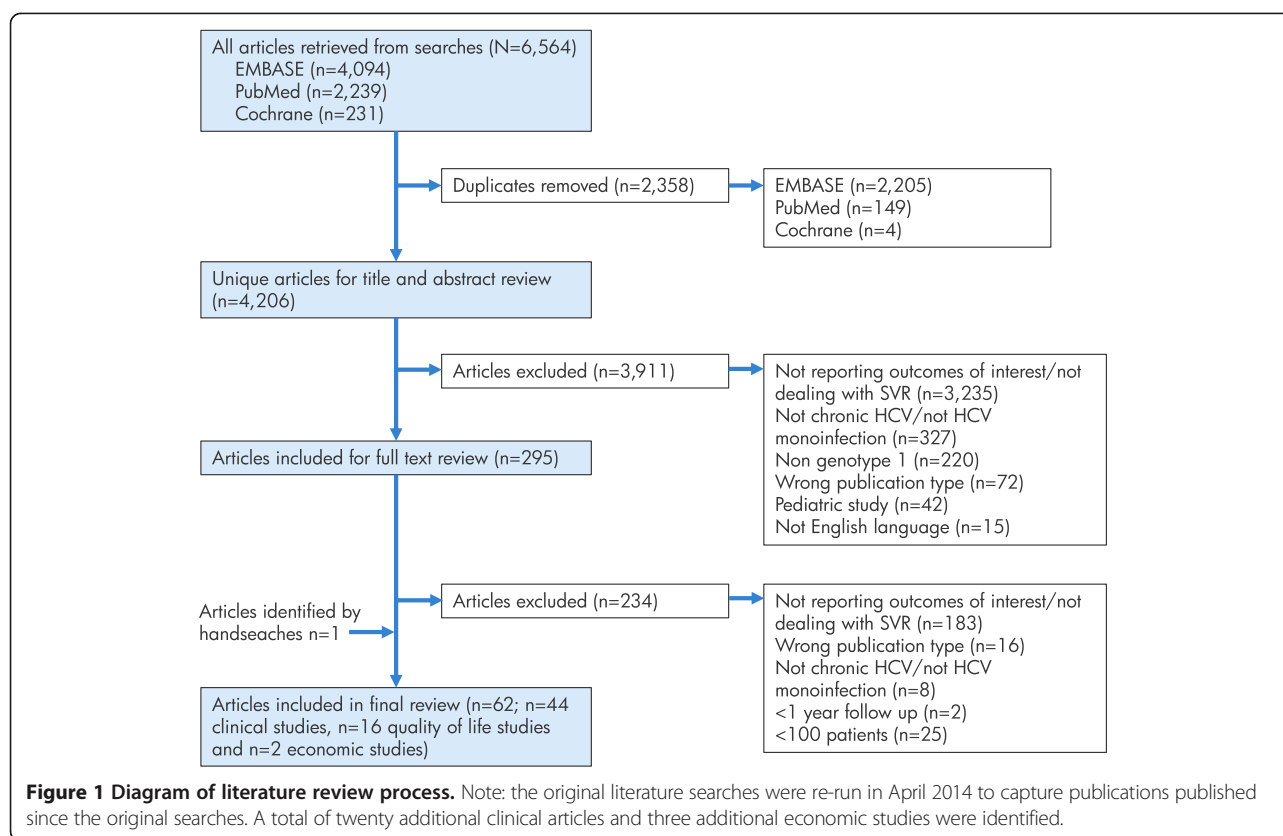 All articles retrieved from searches (N=6,564)
EMBASE (n=4,094)
PubMed (n=2,239)
Cochrane (n=231)
Duplicates removed (n=2,358)
EMBASE (n=2,205)
PubMed (n=149)
Cochrane (n=4)
Unique articles for title and abstract review
(n=4,206)
Articles excluded (n=3,911)
Not reporting outcomes of interest/not
dealing with SVR (n=3,235)
Not chronic HCV/not HCV
monoinfection (n=327)
Non genotype 1 (n=220)
Wrong publication type (n=72)
Pediatric study (n=42)
Not English language (n=15)
Articles included for full text review (n=295)
Articles excluded (n=234)
Not reporting outcomes of interest/not
dealing with SVR (n=183)
Wrong publication type (n=16)
Not chronic HCV/not HCV
monoinfection (n=8)
<1 year follow up (n=2)
<100 patients (n=25)
Articles identified by
handseaches n=1
Articles included in final review (n=62; n=44
clinical studies, n=16 quality of life studies
and n=2 economic studies)
Figure 1 Diagram of literature review process. Note: the original literature searches were re-run in April 2014 to capture publications published
since the original searches. A total of twenty additional clinical articles and three additional economic studies were identified.